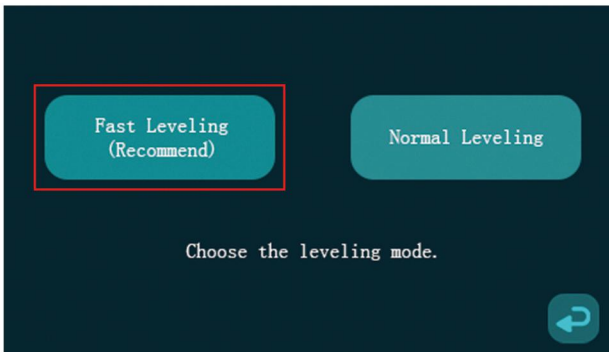 Fast Leveling
(Recommend)
Normal Leveling
Choose the leveling mode.